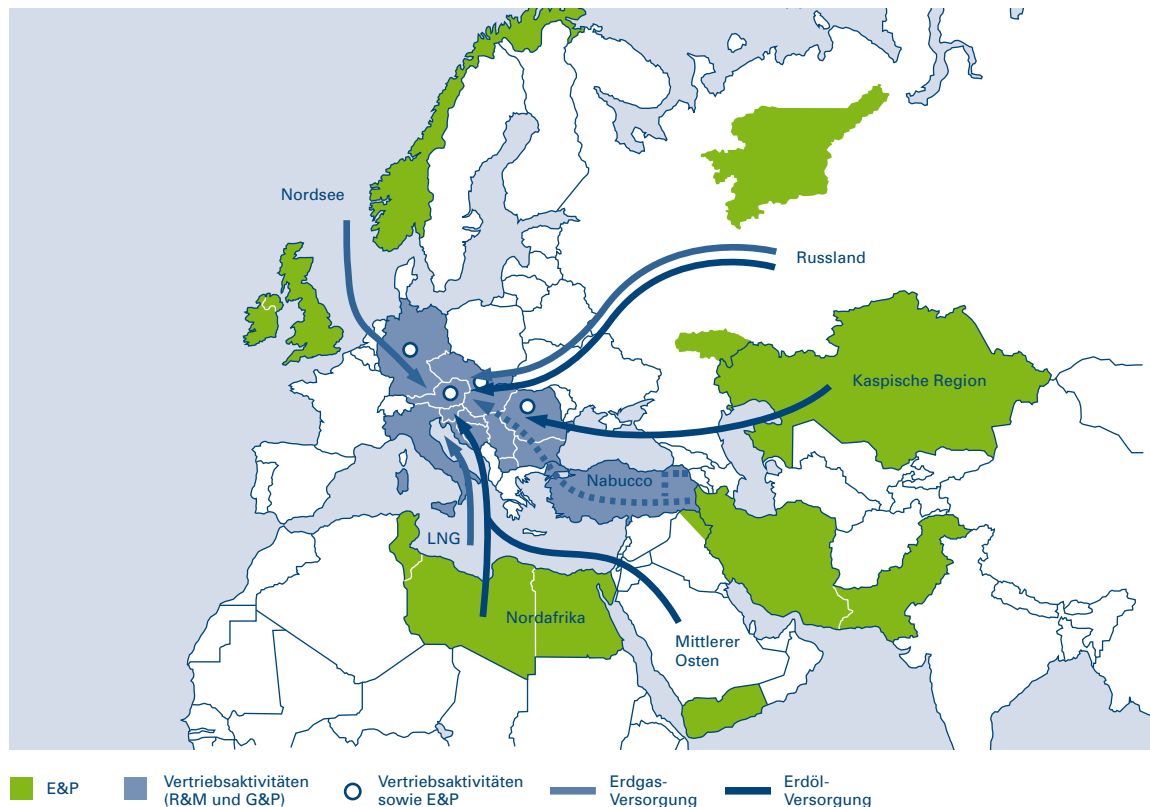 Nordsee
Russland
Kaspische Region
Nabucco
LNG
Nordafrika
Mittlerer
Osten
E&P
Vertriebsaktivitäten
(R&M und G&P)
Vertriebsaktivitäten
sowie E&P
Erdgas-
Versorgung
Erdöl-
Versorgung